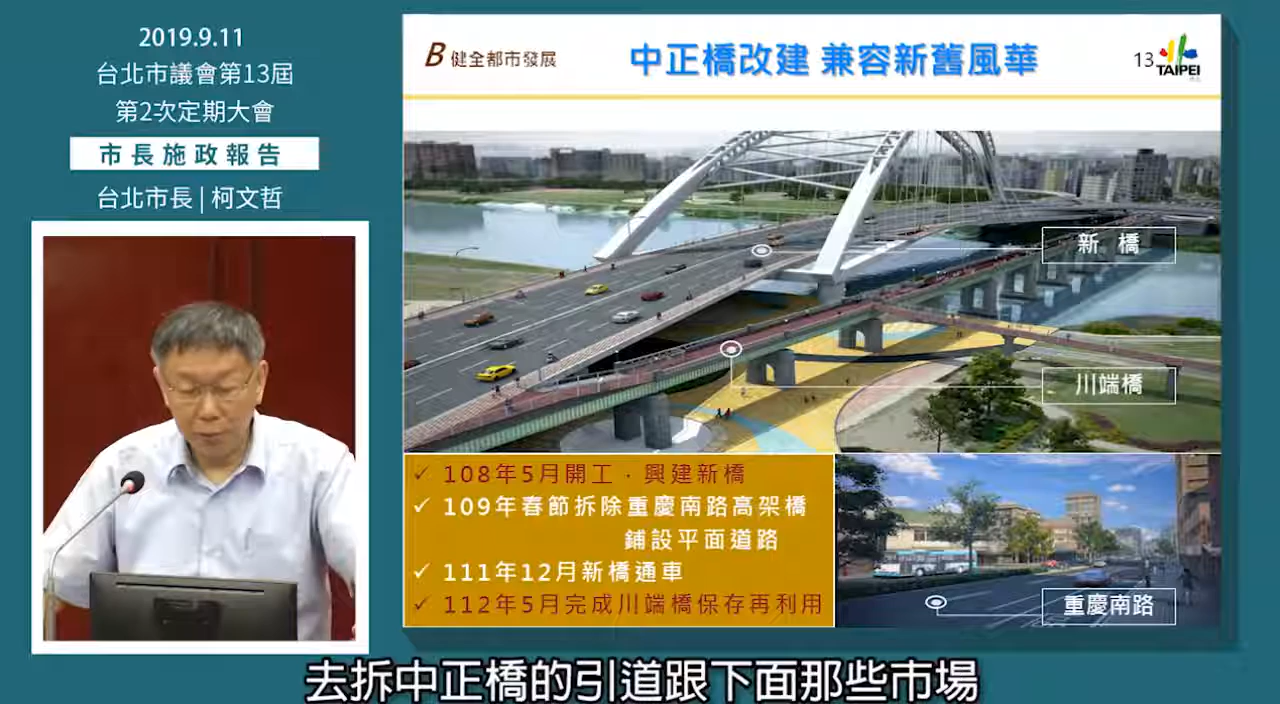 2019.9.11
台北市議會第13屆
第2次定期大會
市長施政報告
台北市長|柯文哲
B 健全都市發展
中正橋改建 兼容新舊風華
13
TAIPEI
新 橋
川端橋
✓ 108年5月開工．興建新橋
✓ 109年春節拆除重慶南路高架橋
鋪設平面道路
✓ 111年12月新橋通車
✓ 112年5月完成川端橋保存再利用
重慶南路
去拆中正橋的引道跟下面那些市場